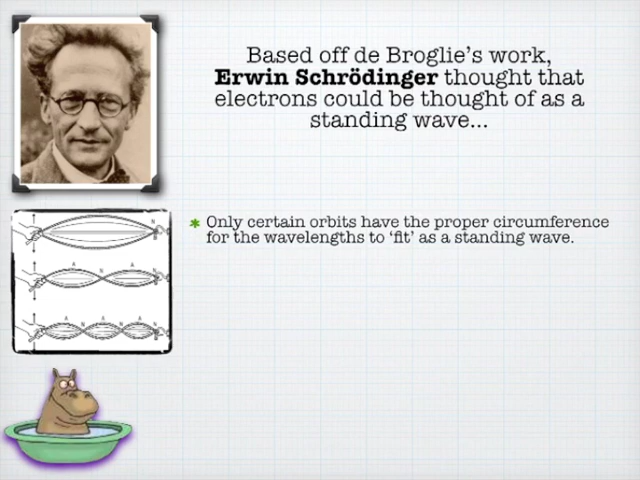 Based off de Broglie's work,
Erwin Schrödinger thought that
electrons could be thought of as a
standing wave...
* Only certain orbits have the proper circumference
for the wavelengths to 'fit' as a standing wave.
N
A N A
A N A N A